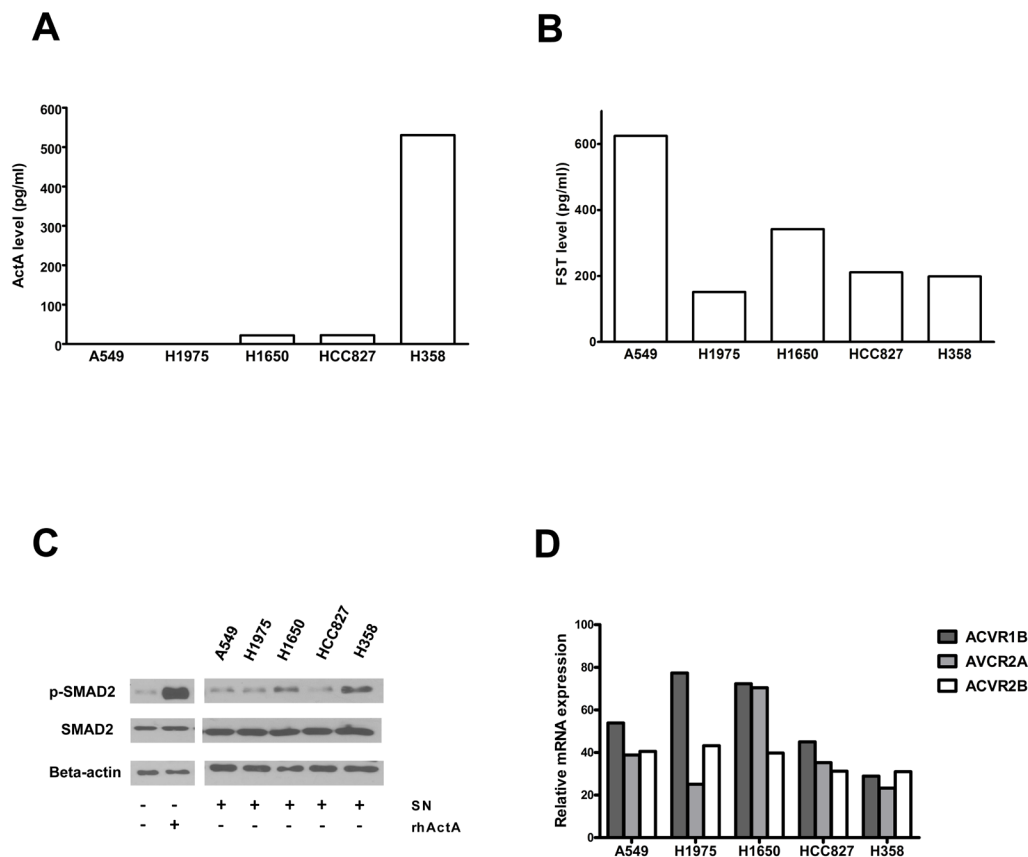 A
ActA level (pg/ml)
600
500
400
300
200
100
0
A549 H1975 H1650 HCC827 H358
B
FST level (pg/ml))
600
400
200
0
A549 H1975 H1650 HCC827 H358
C
A549 H1975 H1650 HCC827 H358
p-SMAD2
SMAD2
Beta-actin
- - + + + + + SN
- + rhActA
D
Relative mRNA expression
100
80
60
40
20
0
A549 H1975 H1650 HCC827 H358
ACVR1B
AVCR2A
ACVR2B